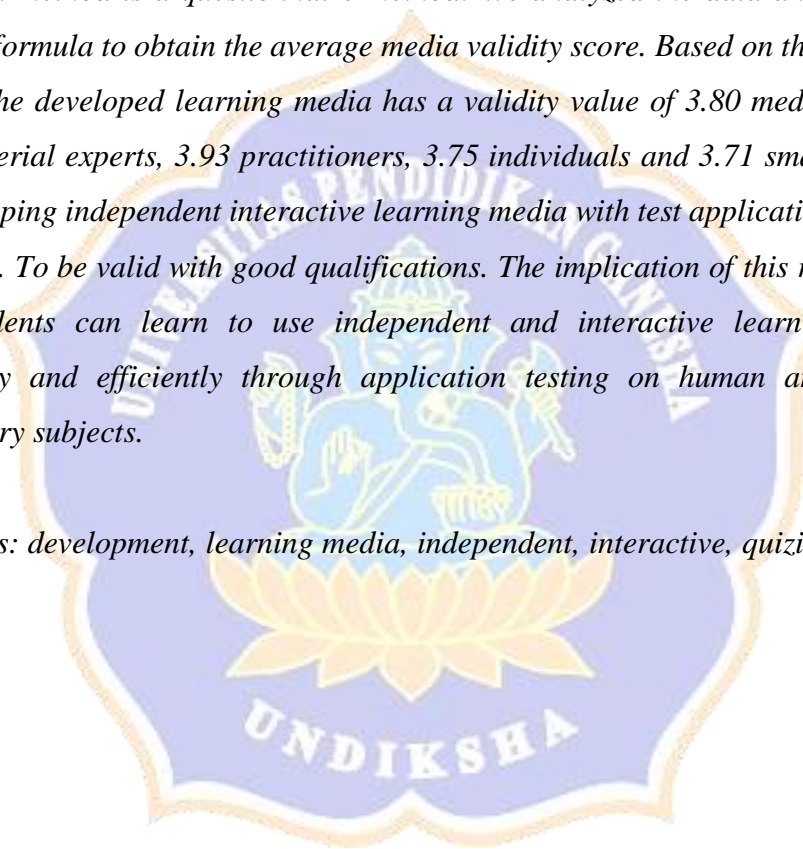 formula to obtain the average media validity score. Based on th
he developed learning media has a validity value of 3.80 med
erial experts, 3.93 practitioners, 3.75 individuals and 3.71 sma
ping independent interactive learning media with test applicati
. To be valid with good qualifications. The implication of this r
dents can learn to use independent and interactive learn
y and efficiently through application testing on human a
ry subjects.
s: development, learning media, independent, interactive, quizi
UNIVERSITAS PENDIDIKAN GANESHA
UNDIKSHA